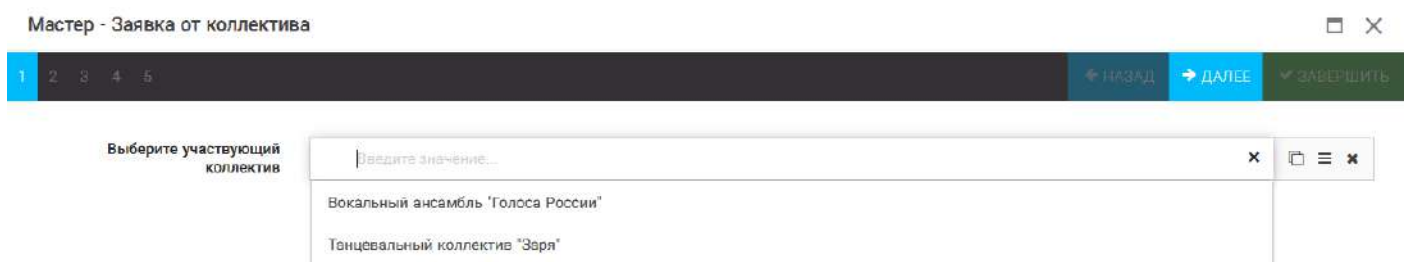 Мастер - Заявка от коллектива
1 2 3 4 5 НАЗАД ДАЛЕЕ ЗАВЕРШИТЬ
Выберите участвующий
коллектив
Введите значение...
Вокальный ансамбль "Голоса России"
Танцевальный коллектив "Заря"